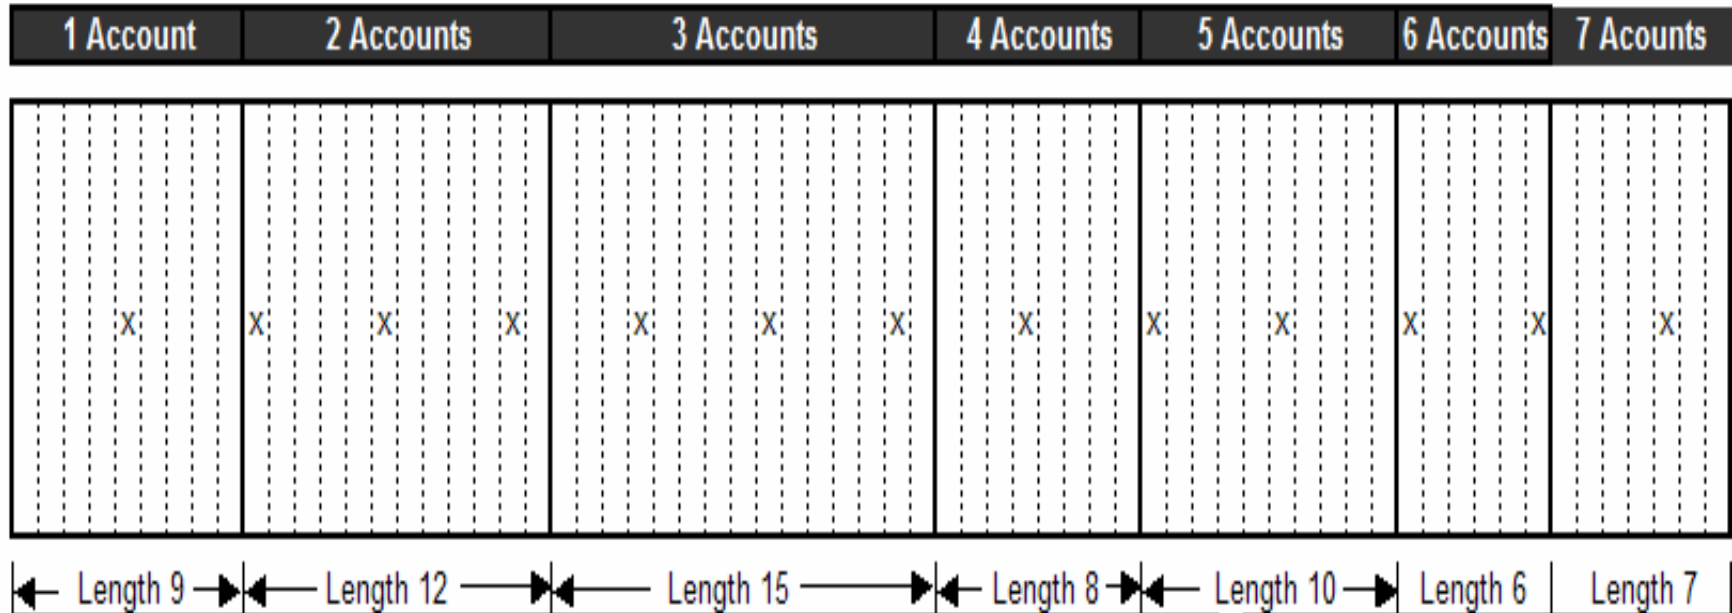 1 Account 2 Accounts 3 Accounts 4 Accounts 5 Accounts 6 Accounts 7 Acounts
X X X X X X X X X X X X X
Length 9 Length 12 Length 15 Length 8 Length 10 Length 6 Length 7